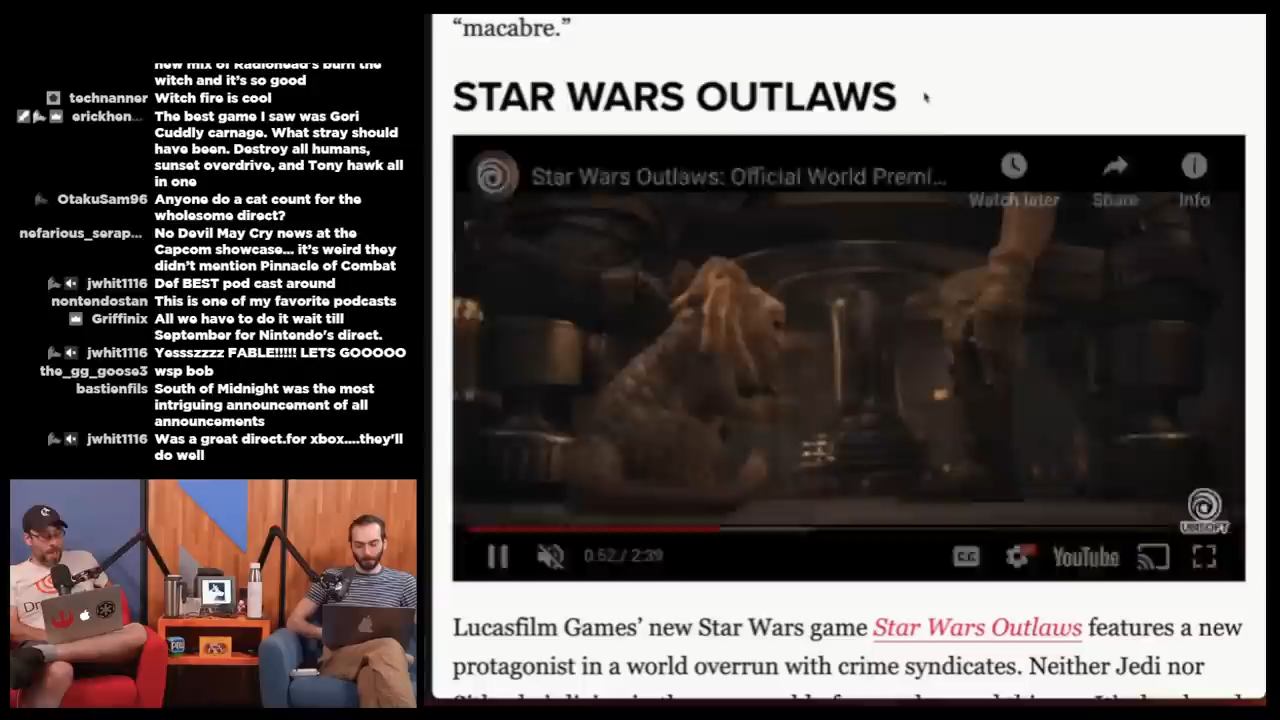 new mix of Radiohead's burn the
witch and it's so good
technanner Witch fire is cool
erickhen... The best game I saw was Gori
Cuddly carnage. What stray should
have been. Destroy all humans,
sunset overdrive, and Tony hawk all
in one
OtakuSam96 Anyone do a cat count for the
wholesome direct?
nefarious_serap... No Devil May Cry news at the
Capcom showcase... it's weird they
didn't mention Pinnacle of Combat
jwhit1116 Def BEST pod cast around
nontendostan This is one of my favorite podcasts
Griffinix All we have to do it wait till
September for Nintendo's direct.
jwhit1116 Yessszzzz FABLE!!!!! LETS GOOOOO
the_gg_goose3 wsp bob
bastienfils South of Midnight was the most
intriguing announcement of all
announcements
jwhit1116 Was a great direct.for xbox....they'll
do well
“macabre.”
STAR WARS OUTLAWS
Star Wars Outlaws: Official World Premi...
Watch later
Share
Info
UBISOFT
0:52 / 2:39
CC
YouTube
Lucasfilm Games’ new Star Wars game Star Wars Outlaws features a new
protagonist in a world overrun with crime syndicates. Neither Jedi nor